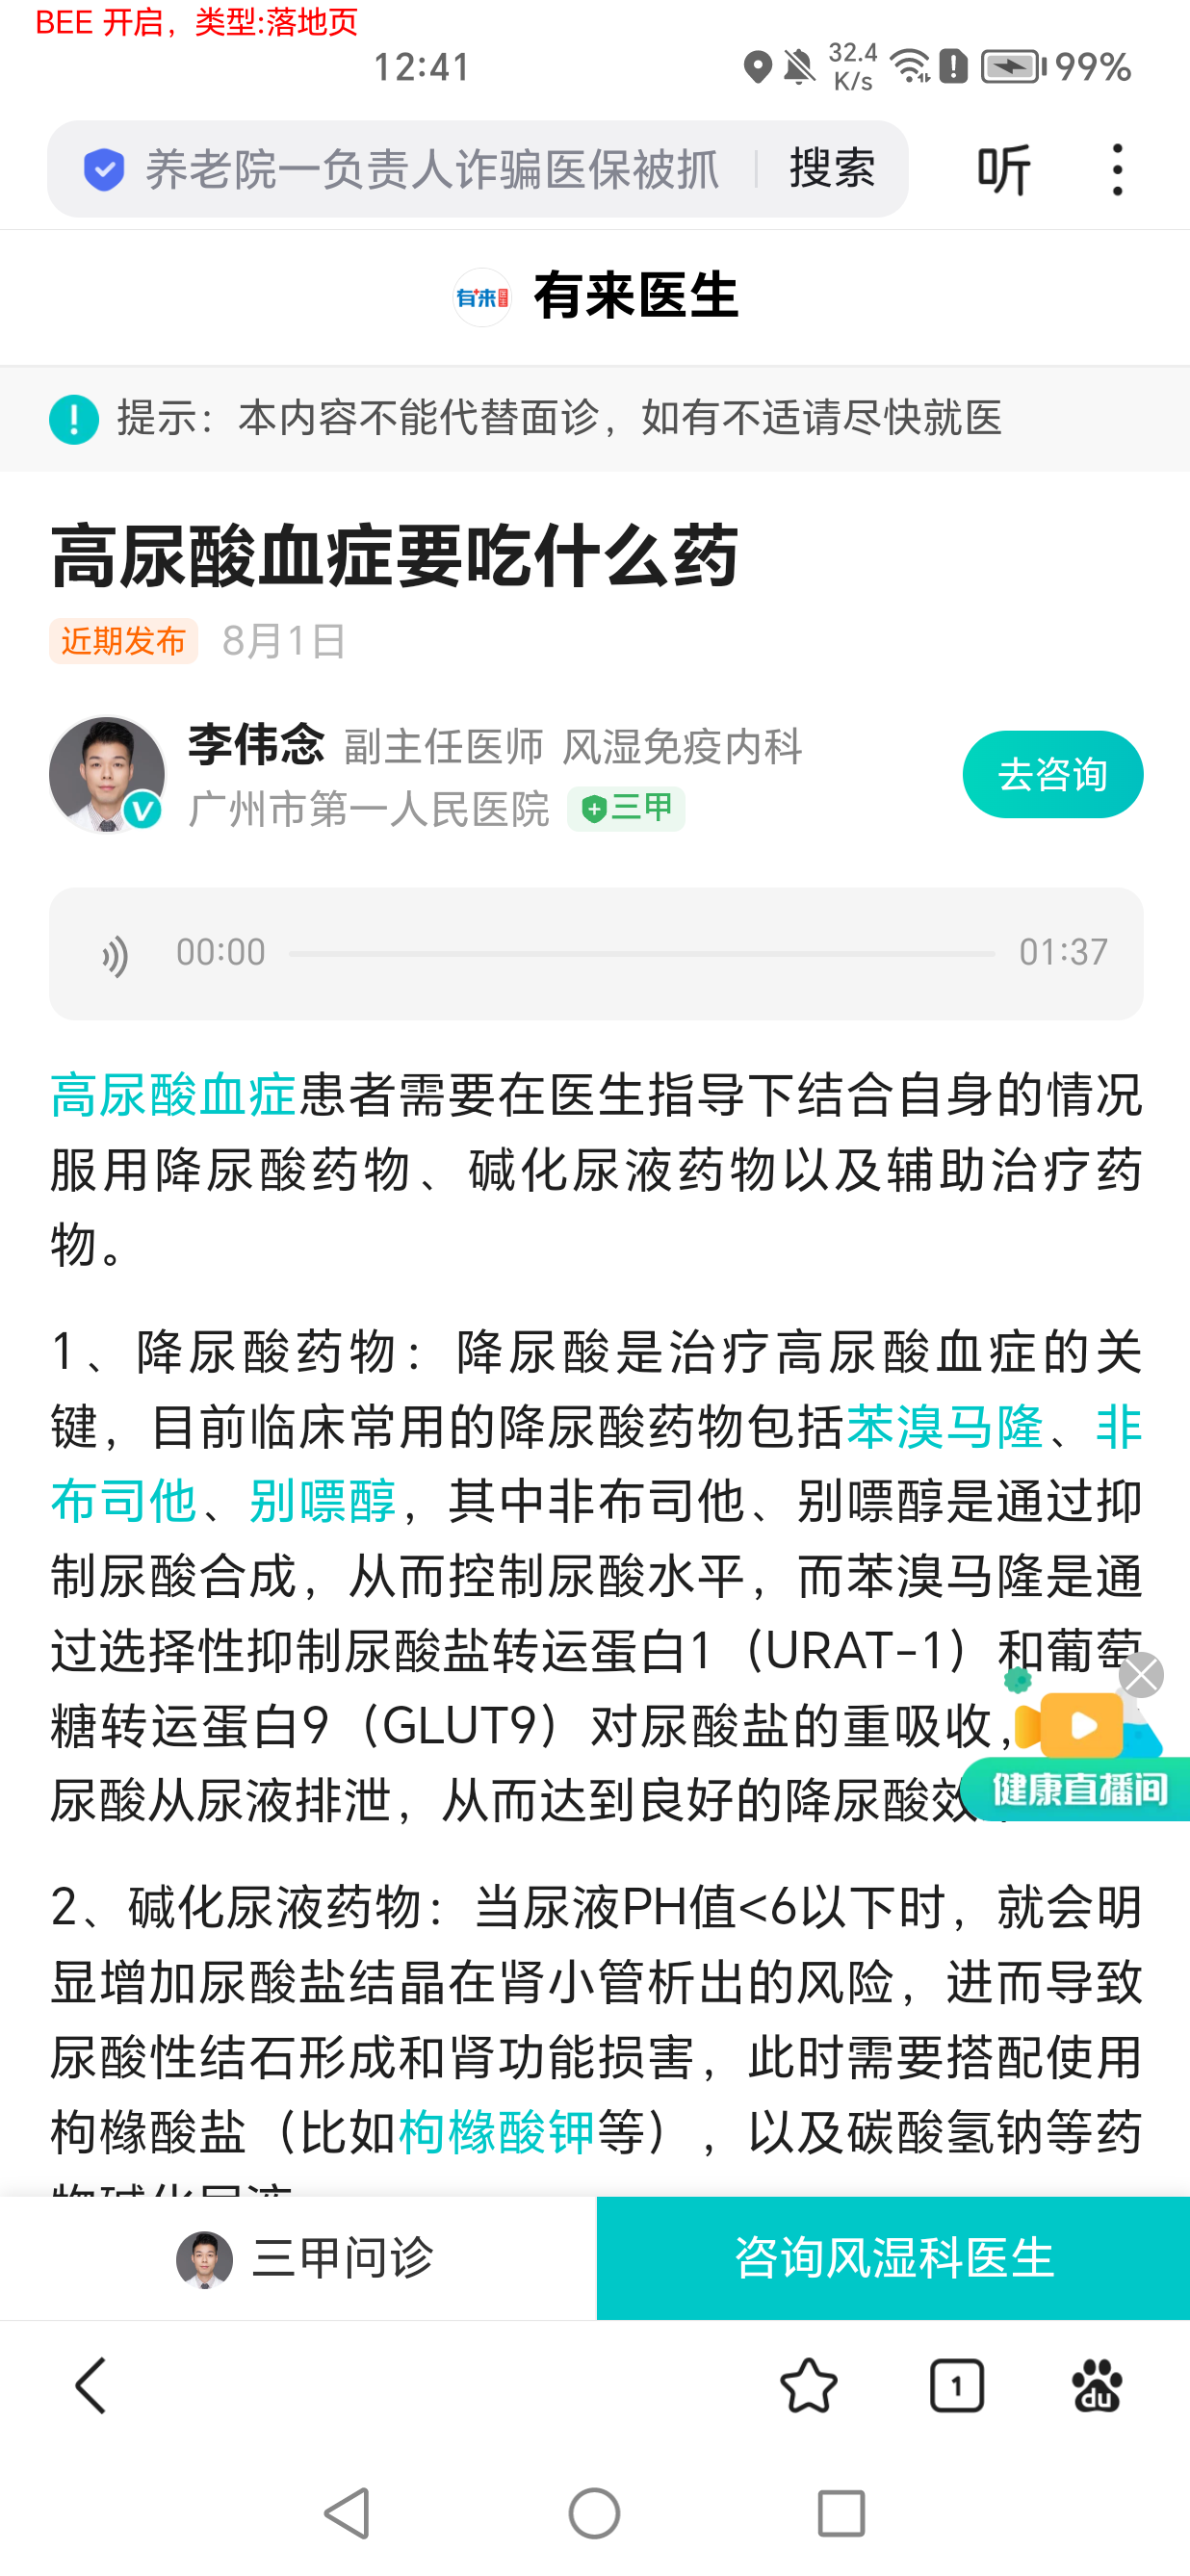 BEE 开启，类型:落地页
12:41
32.4
K/s
99%
养老院一负责人诈骗医保被抓
搜索
听
有来医生
有来医生
提示：本内容不能代替面诊，如有不适请尽快就医
高尿酸血症要吃什么药
近期发布 8月1日
李伟念 副主任医师 风湿免疫内科
去咨询
广州市第一人民医院 三甲
00:00
01:37
高尿酸血症患者需要在医生指导下结合自身的情况
服用降尿酸药物、碱化尿液药物以及辅助治疗药
物。
1、降尿酸药物：降尿酸是治疗高尿酸血症的关
键，目前临床常用的降尿酸药物包括苯溴马隆、非
布司他、别嘌醇，其中非布司他、别嘌醇是通过抑
制尿酸合成，从而控制尿酸水平，而苯溴马隆是通
过选择性抑制尿酸盐转运蛋白1（URAT-1）和葡萄
糖转运蛋白9（GLUT9）对尿酸盐的重吸收，
尿酸从尿液排泄，从而达到良好的降尿酸效
健康直播间
2、碱化尿液药物：当尿液PH值<6以下时，就会明
显增加尿酸盐结晶在肾小管析出的风险，进而导致
尿酸性结石形成和肾功能损害，此时需要搭配使用
枸橼酸盐（比如枸橼酸钾等），以及碳酸氢钠等药
三甲问诊
咨询风湿科医生
1
du